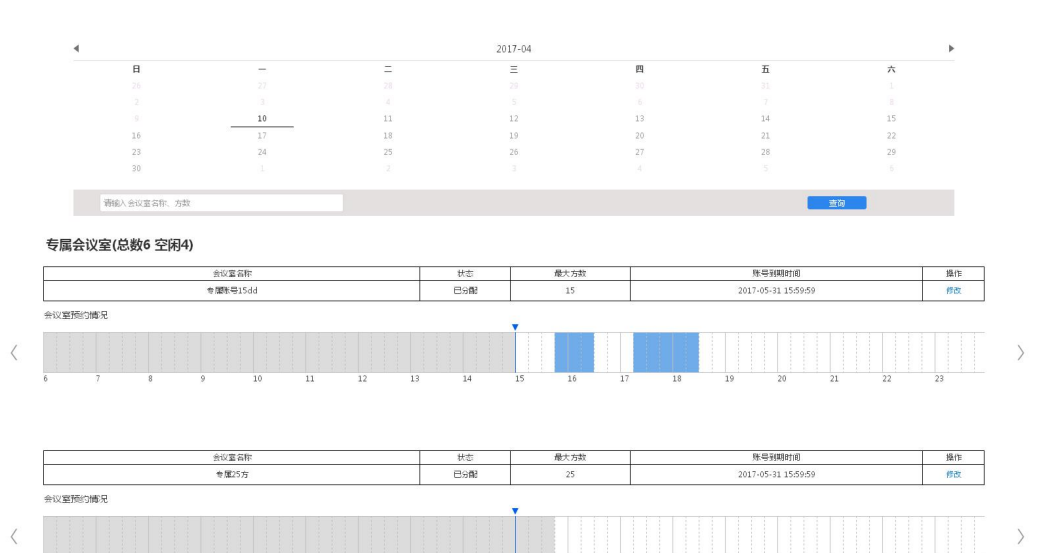 2017-04
日 一 二 三 四 五 六
26 27 28 29 30 31 1
2 3 4 5 6 7 8
9 10 11 12 13 14 15
16 17 18 19 20 21 22
23 24 25 26 27 28 29
30 1 2 3 4 5 6
请输入会议室名称、方数 查询
专属会议室(总数6 空闲4)
会议室名称 状态 最大方数 账号到期时间 操作
专属账号15dd 已分配 15 2017-05-31 15:59:59 修改
会议室预约情况
6 7 8 9 10 11 12 13 14 15 16 17 18 19 20 21 22 23
会议室名称 状态 最大方数 账号到期时间 操作
专属25方 已分配 25 2017-05-31 15:59:59 修改
会议室预约情况